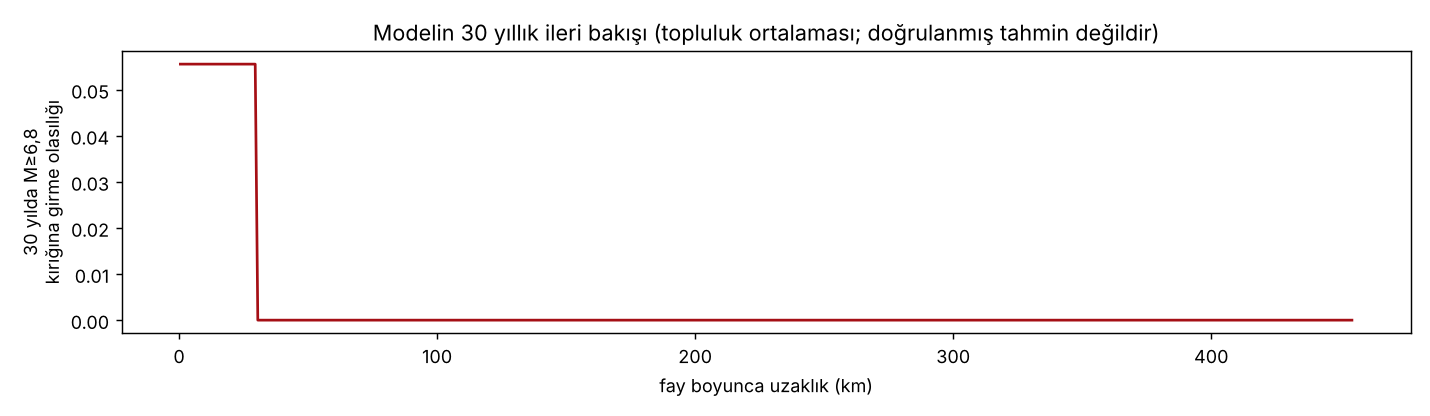 Modelin 30 yıllık ileri bakışı (topluluk ortalaması; doğrulanmış tahmin değildir)
30 yılda M≥6,8
kırığına girme olasılığı
0.05
0.04
0.03
0.02
0.01
0.00
0
100
200
300
400
fay boyunca uzaklık (km)